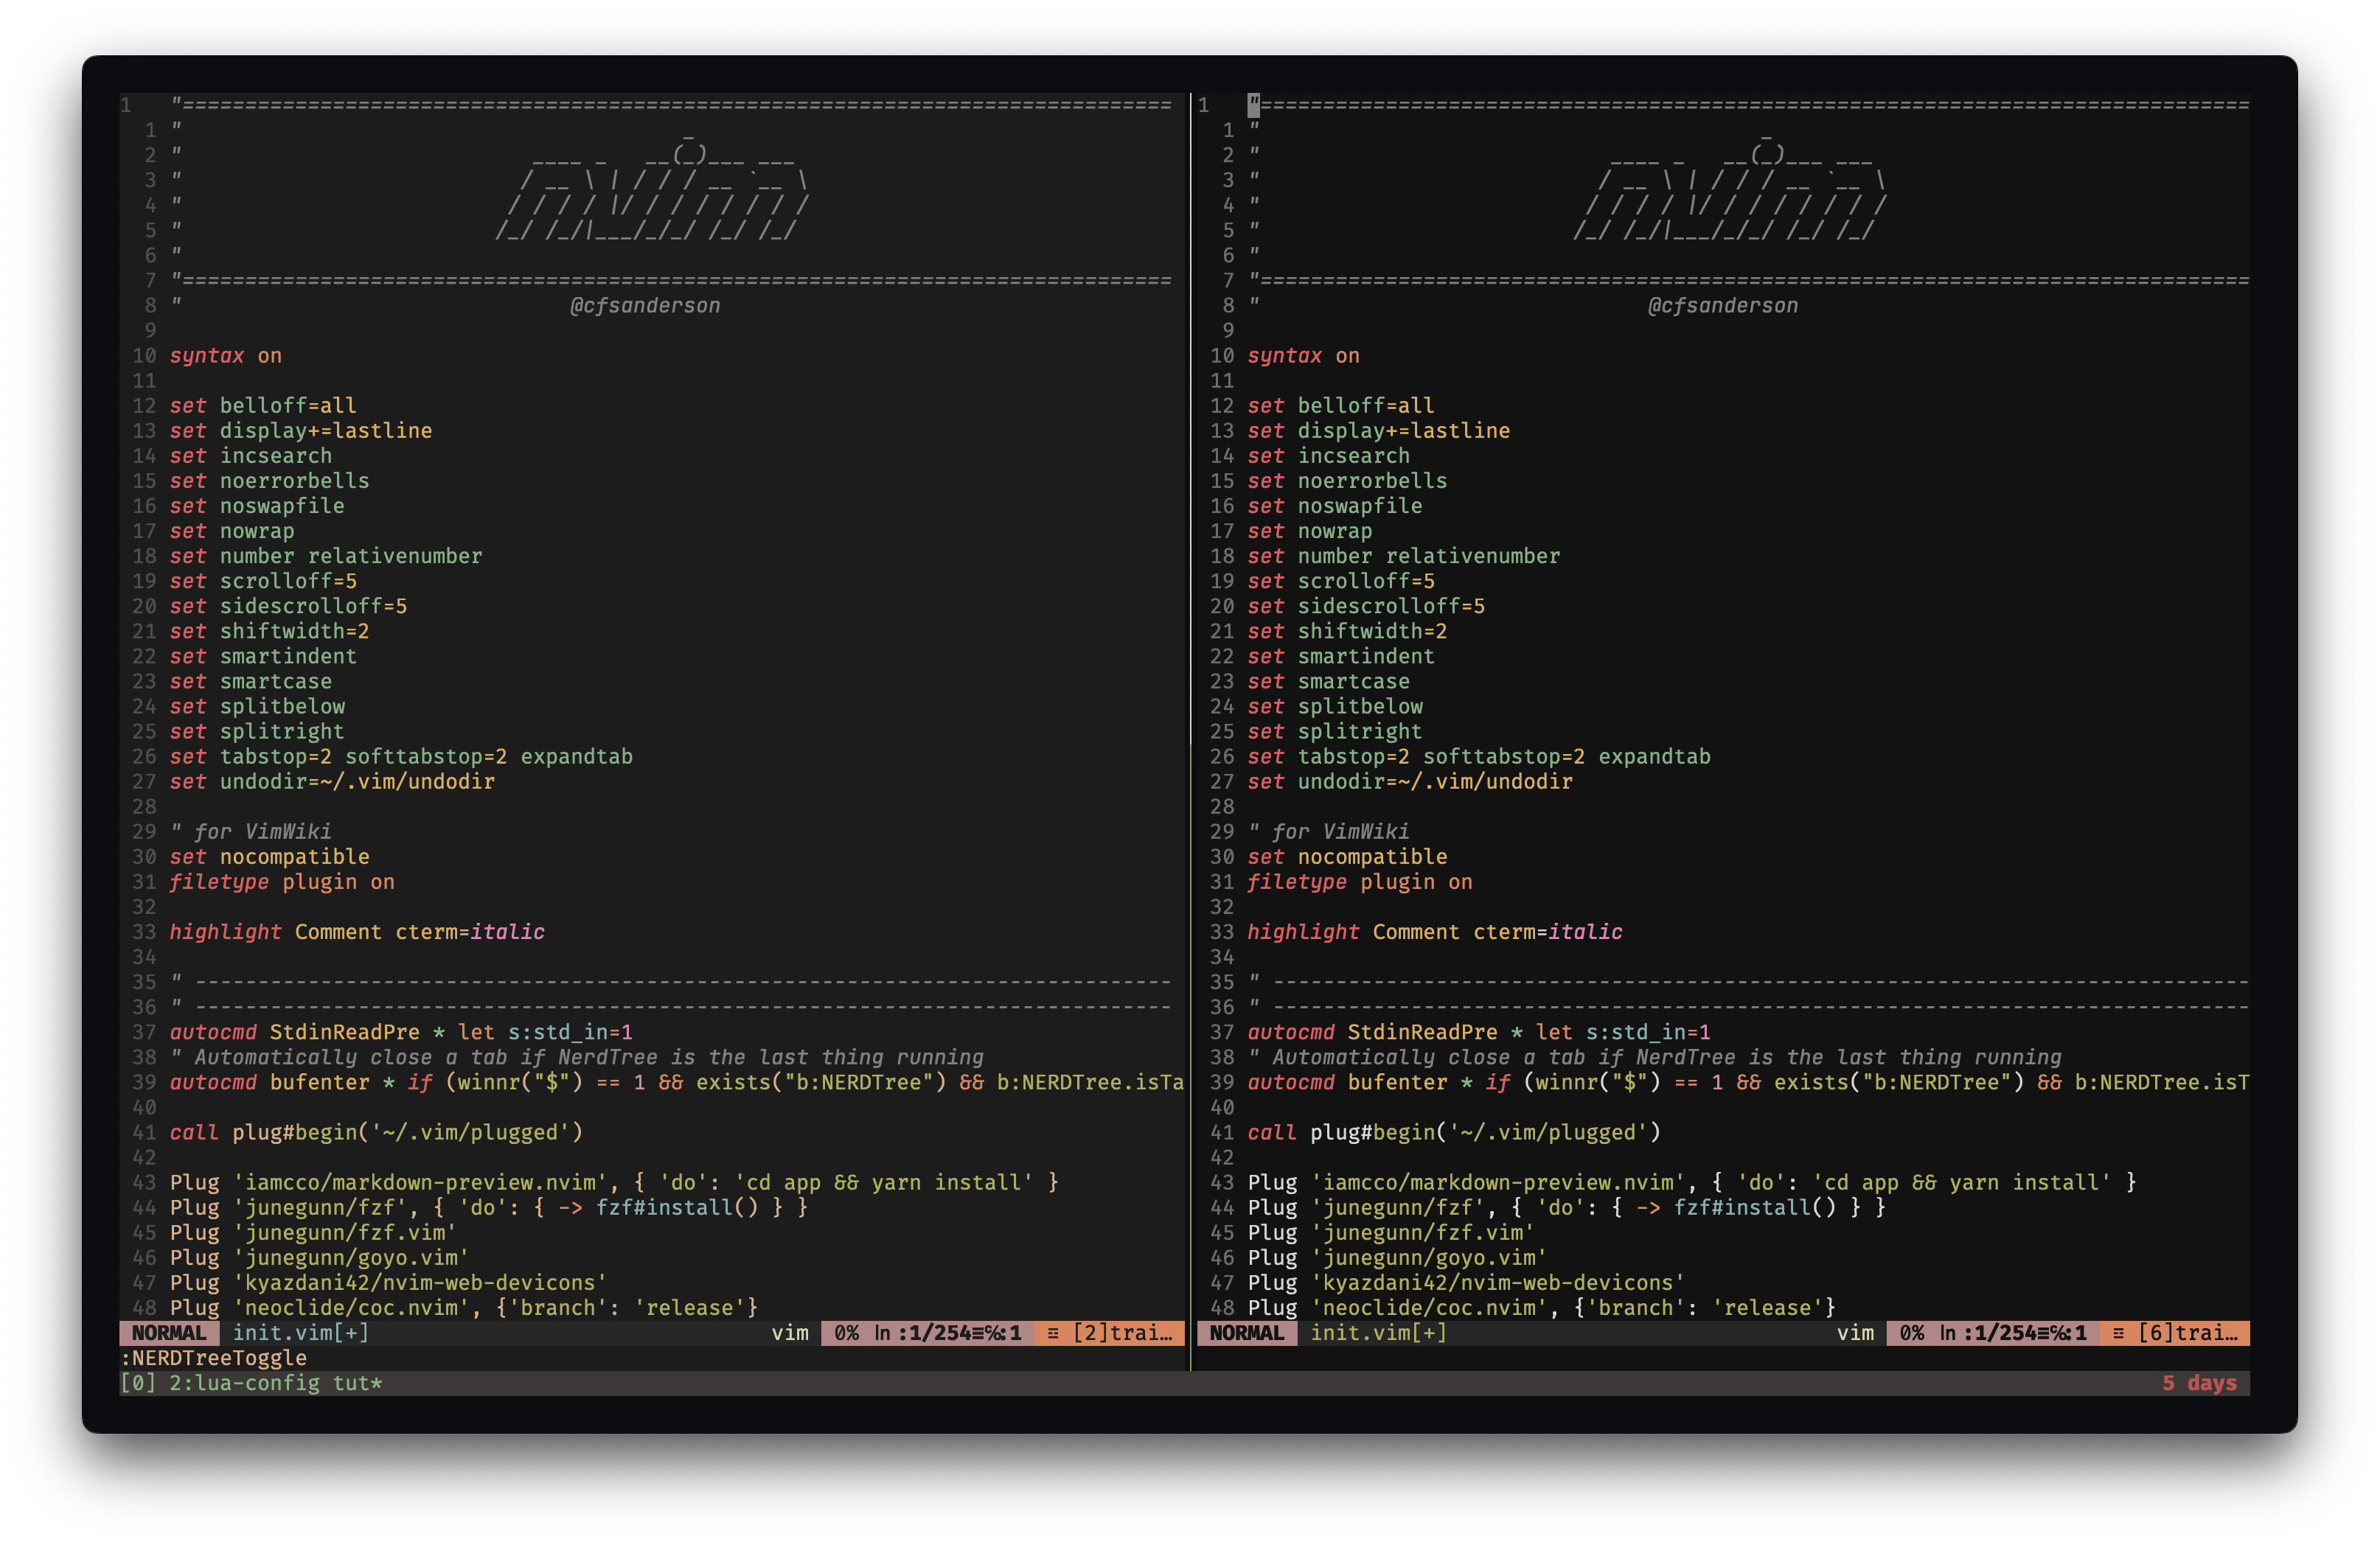 1   "===============================================================================
  1 "                                        _
  2 "                            ____ _   __(_)___ ___
  3 "                           / __ \ | / / / __ `__ \
  4 "                          / / / / |/ / / / / / / /
  5 "                         /_/ /_/|___/_/_/ /_/ /_/
  6 "
  7 "===============================================================================
  8 "                               @cfsanderson
  9
 10 syntax on
 11
 12 set belloff=all
 13 set display+=lastline
 14 set incsearch
 15 set noerrorbells
 16 set noswapfile
 17 set nowrap
 18 set number relativenumber
 19 set scrolloff=5
 20 set sidescrolloff=5
 21 set shiftwidth=2
 22 set smartindent
 23 set smartcase
 24 set splitbelow
 25 set splitright
 26 set tabstop=2 softtabstop=2 expandtab
 27 set undodir=~/.vim/undodir
 28
 29 " for VimWiki
 30 set nocompatible
 31 filetype plugin on
 32
 33 highlight Comment cterm=italic
 34
 35 " ------------------------------------------------------------------------------
 36 " ------------------------------------------------------------------------------
 37 autocmd StdinReadPre * let s:std_in=1
 38 " Automatically close a tab if NerdTree is the last thing running
 39 autocmd bufenter * if (winnr("$") == 1 && exists("b:NERDTree") && b:NERDTree.isTa
 40
 41 call plug#begin('~/.vim/plugged')
 42
 43 Plug 'iamcco/markdown-preview.nvim', { 'do': 'cd app && yarn install' }
 44 Plug 'junegunn/fzf', { 'do': { -> fzf#install() } }
 45 Plug 'junegunn/fzf.vim'
 46 Plug 'junegunn/goyo.vim'
 47 Plug 'kyazdani42/nvim-web-devicons'
 48 Plug 'neoclide/coc.nvim', {'branch': 'release'}
NORMAL init.vim[+] vim 0% ln :1/254≡℅:1 ☲ [2]trai…
:NERDTreeToggle
1   "===============================================================================
  1 "                                        _
  2 "                            ____ _   __(_)___ ___
  3 "                           / __ \ | / / / __ `__ \
  4 "                          / / / / |/ / / / / / / /
  5 "                         /_/ /_/|___/_/_/ /_/ /_/
  6 "
  7 "===============================================================================
  8 "                               @cfsanderson
  9
 10 syntax on
 11
 12 set belloff=all
 13 set display+=lastline
 14 set incsearch
 15 set noerrorbells
 16 set noswapfile
 17 set nowrap
 18 set number relativenumber
 19 set scrolloff=5
 20 set sidescrolloff=5
 21 set shiftwidth=2
 22 set smartindent
 23 set smartcase
 24 set splitbelow
 25 set splitright
 26 set tabstop=2 softtabstop=2 expandtab
 27 set undodir=~/.vim/undodir
 28
 29 " for VimWiki
 30 set nocompatible
 31 filetype plugin on
 32
 33 highlight Comment cterm=italic
 34
 35 " ------------------------------------------------------------------------------
 36 " ------------------------------------------------------------------------------
 37 autocmd StdinReadPre * let s:std_in=1
 38 " Automatically close a tab if NerdTree is the last thing running
 39 autocmd bufenter * if (winnr("$") == 1 && exists("b:NERDTree") && b:NERDTree.isT
 40
 41 call plug#begin('~/.vim/plugged')
 42
 43 Plug 'iamcco/markdown-preview.nvim', { 'do': 'cd app && yarn install' }
 44 Plug 'junegunn/fzf', { 'do': { -> fzf#install() } }
 45 Plug 'junegunn/fzf.vim'
 46 Plug 'junegunn/goyo.vim'
 47 Plug 'kyazdani42/nvim-web-devicons'
 48 Plug 'neoclide/coc.nvim', {'branch': 'release'}
NORMAL init.vim[+] vim 0% ln :1/254≡℅:1 ☲ [6]trai…
[0] 2:lua-config tut* 5 days